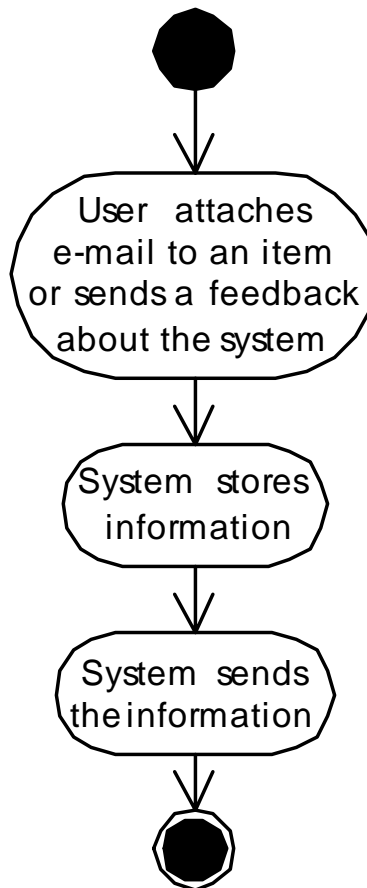 User attaches
e-mail to an item
or sends a feedback
about the system
System stores
information
System sends
the information